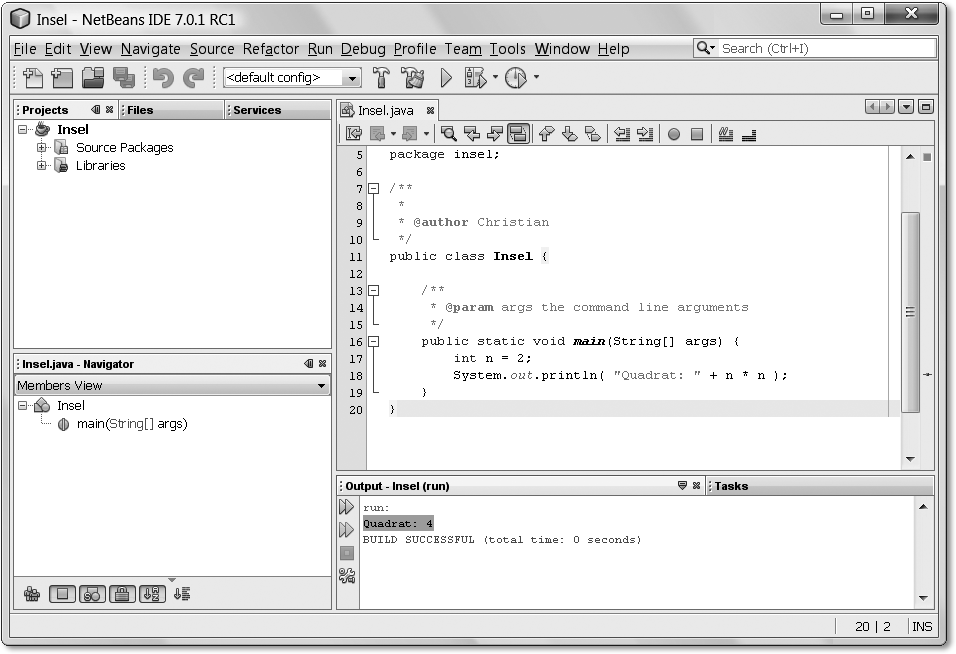 Insel - NetBeans IDE 7.0.1 RC1
File Edit View Navigate Source Refactor Run Debug Profile Team Tools Window Help
Search (Ctrl+I)
<default config>
Projects
Files
Services
Insel
Source Packages
Libraries
Insel.java
5 package insel;
6
7 /**
8 *
9 * @author Christian
10 */
11 public class Insel {
12
13 /**
14 * @param args the command line arguments
15 */
16 public static void main(String[] args) {
17 int n = 2;
18 System.out.println( "Quadrat: " + n * n );
19 }
20 }
Insel.java - Navigator
Members View
Insel
main(String[] args)
Output - Insel (run)
Tasks
run:
Quadrat: 4
BUILD SUCCESSFUL (total time: 0 seconds)
20 | 2
INS